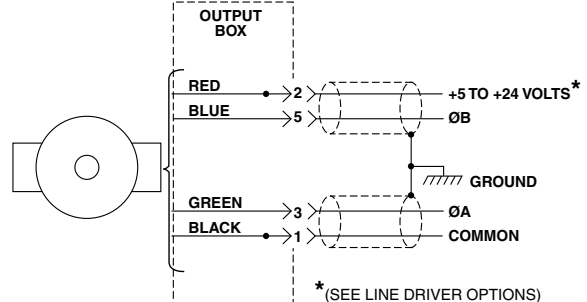 OUTPUT
BOX
RED 2 +5 TO +24 VOLTS*
BLUE 5 ØB
GROUND
GREEN 3 ØA
BLACK 1 COMMON
*(SEE LINE DRIVER OPTIONS)